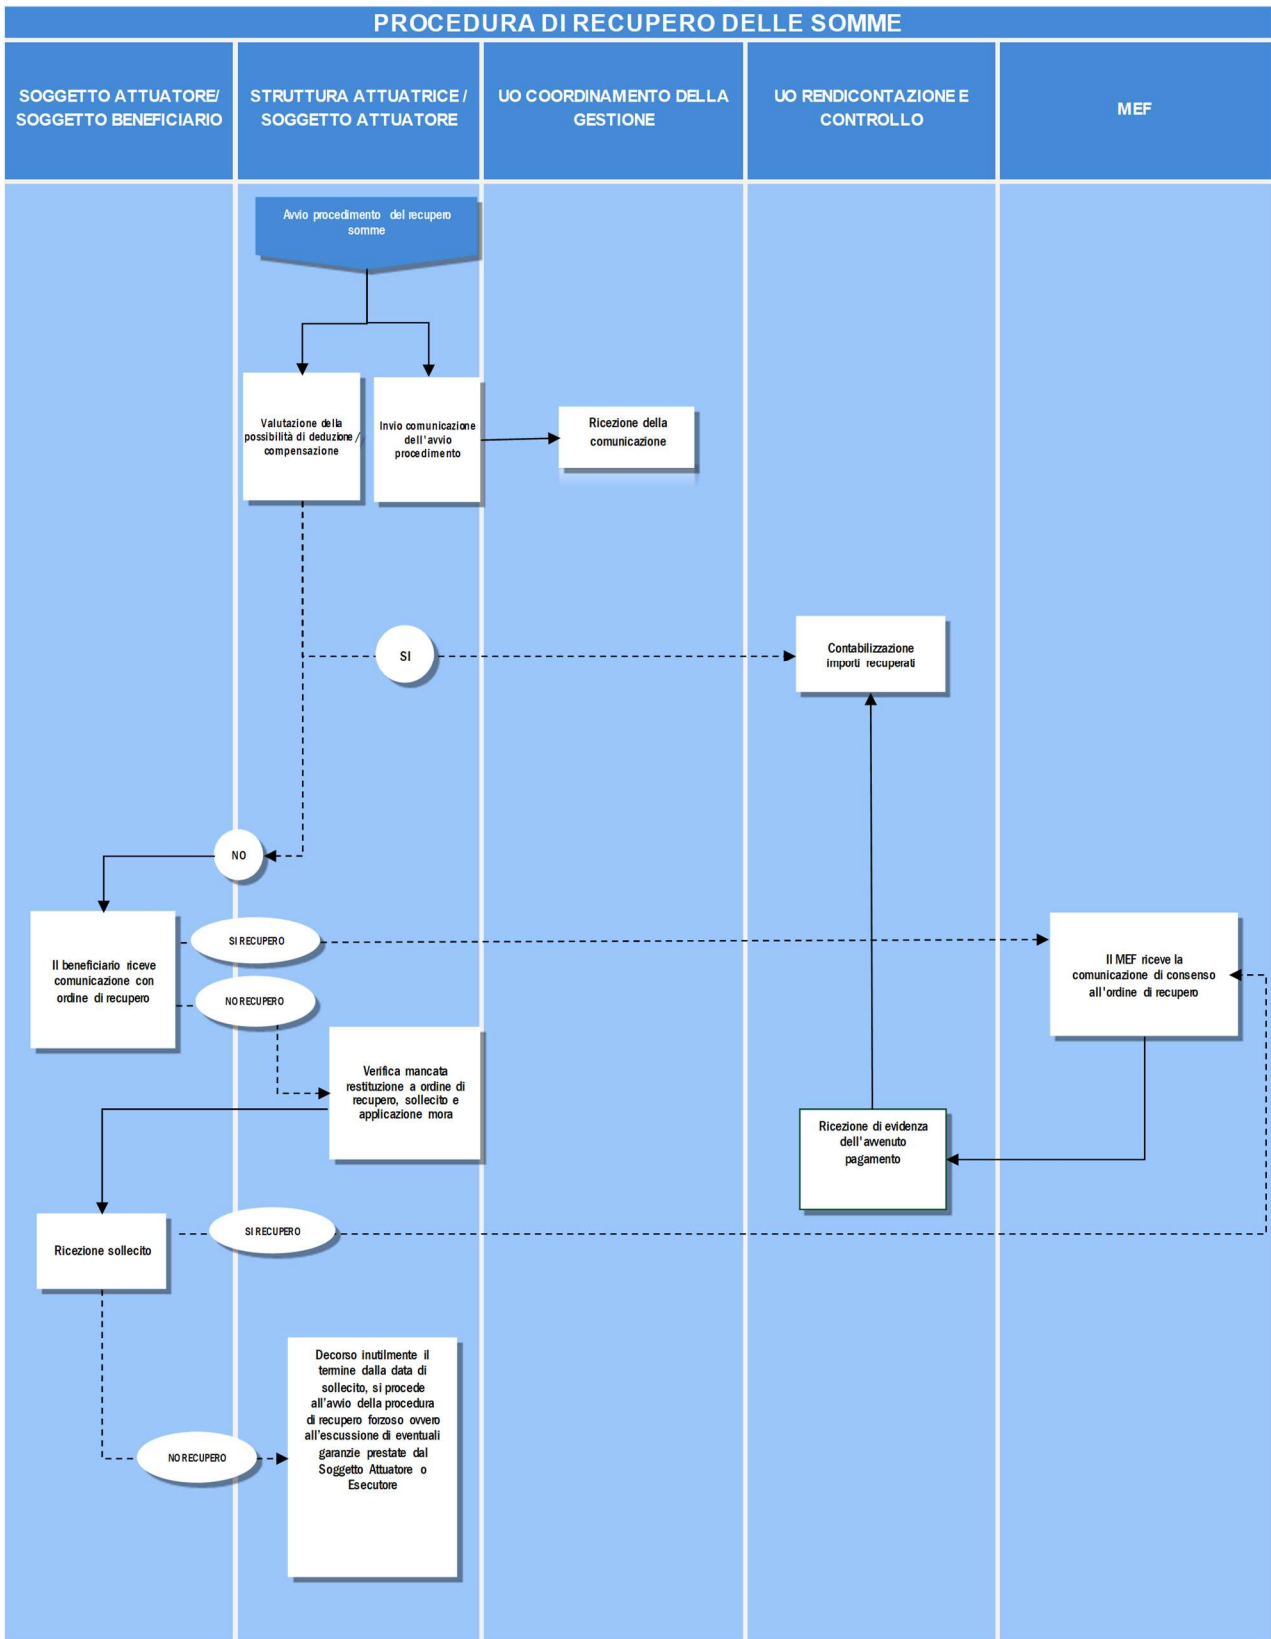 PROCEDURA DI RECUPERO DELLE SOMME
SOGGETTO ATTUATORE/
SOGGETTO BENEFICIARIO
STRUTTURA ATTUATRICE /
SOGGETTO ATTUATORE
UO COORDINAMENTO DELLA
GESTIONE
UO RENDICONTAZIONE E
CONTROLLO
MEF
Avvio procedimento del recupero
somme
Valutazione della
possibilità di deduzione /
compensazione
Invio comunicazione
dell'avvio
procedimento
Ricezione della
comunicazione
SI
Contabilizzazione
importi recuperati
NO
Il beneficiario riceve
comunicazione con
ordine di recupero
SI RECUPERO
NO RECUPERO
Il MEF riceve la
comunicazione di consenso
all'ordine di recupero
Verifica mancata
restituzione a ordine di
recupero, sollecito e
applicazione mora
Ricezione di evidenza
dell'avvenuto
pagamento
Ricezione sollecito
SI RECUPERO
Decorso inutilmente il
termine dalla data di
sollecito, si procede
all'avvio della procedura
di recupero forzoso ovvero
all'escussione di eventuali
garanzie prestate dal
Soggetto Attuatore o
Esecutore
NO RECUPERO